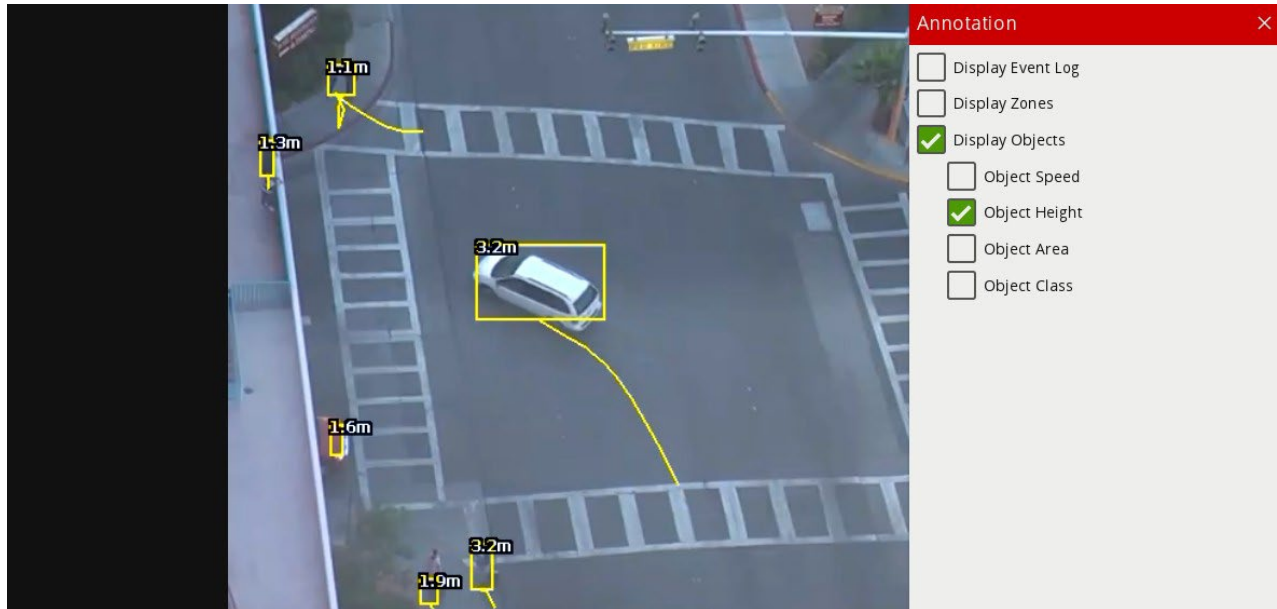 Annotation
Display Event Log
Display Zones
Display Objects
Object Speed
Object Height
Object Area
Object Class
1.1m
1.3m
3.2m
1.6m
3.2m
1.9m